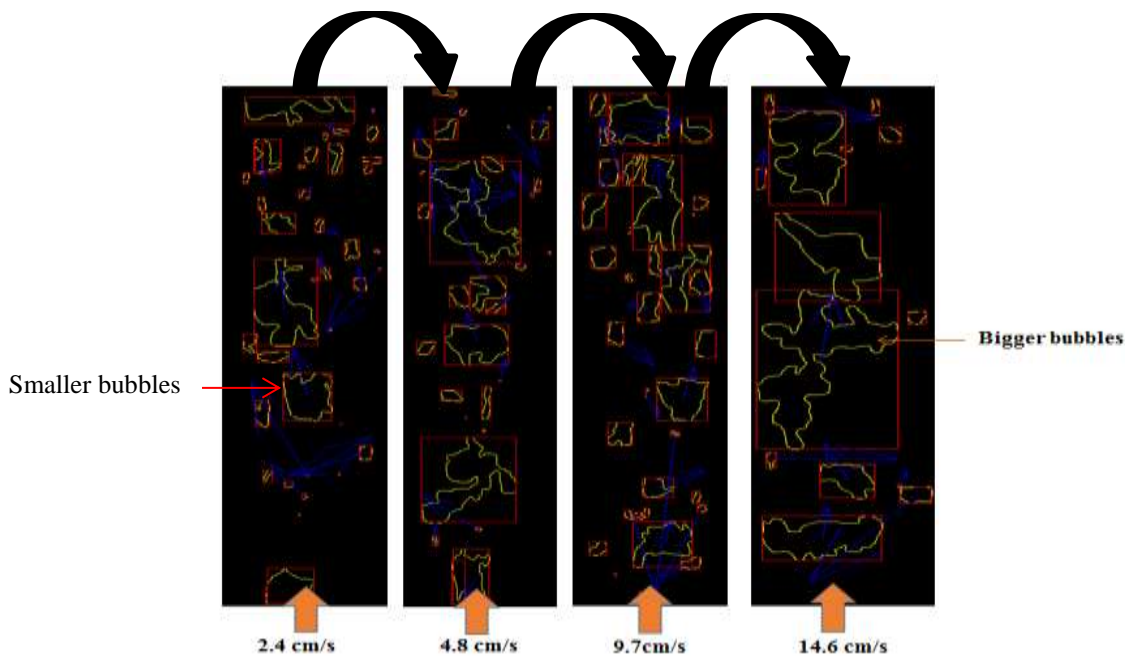 Smaller bubbles
Bigger bubbles
2.4 cm/s
4.8 cm/s
9.7cm/s
14.6 cm/s